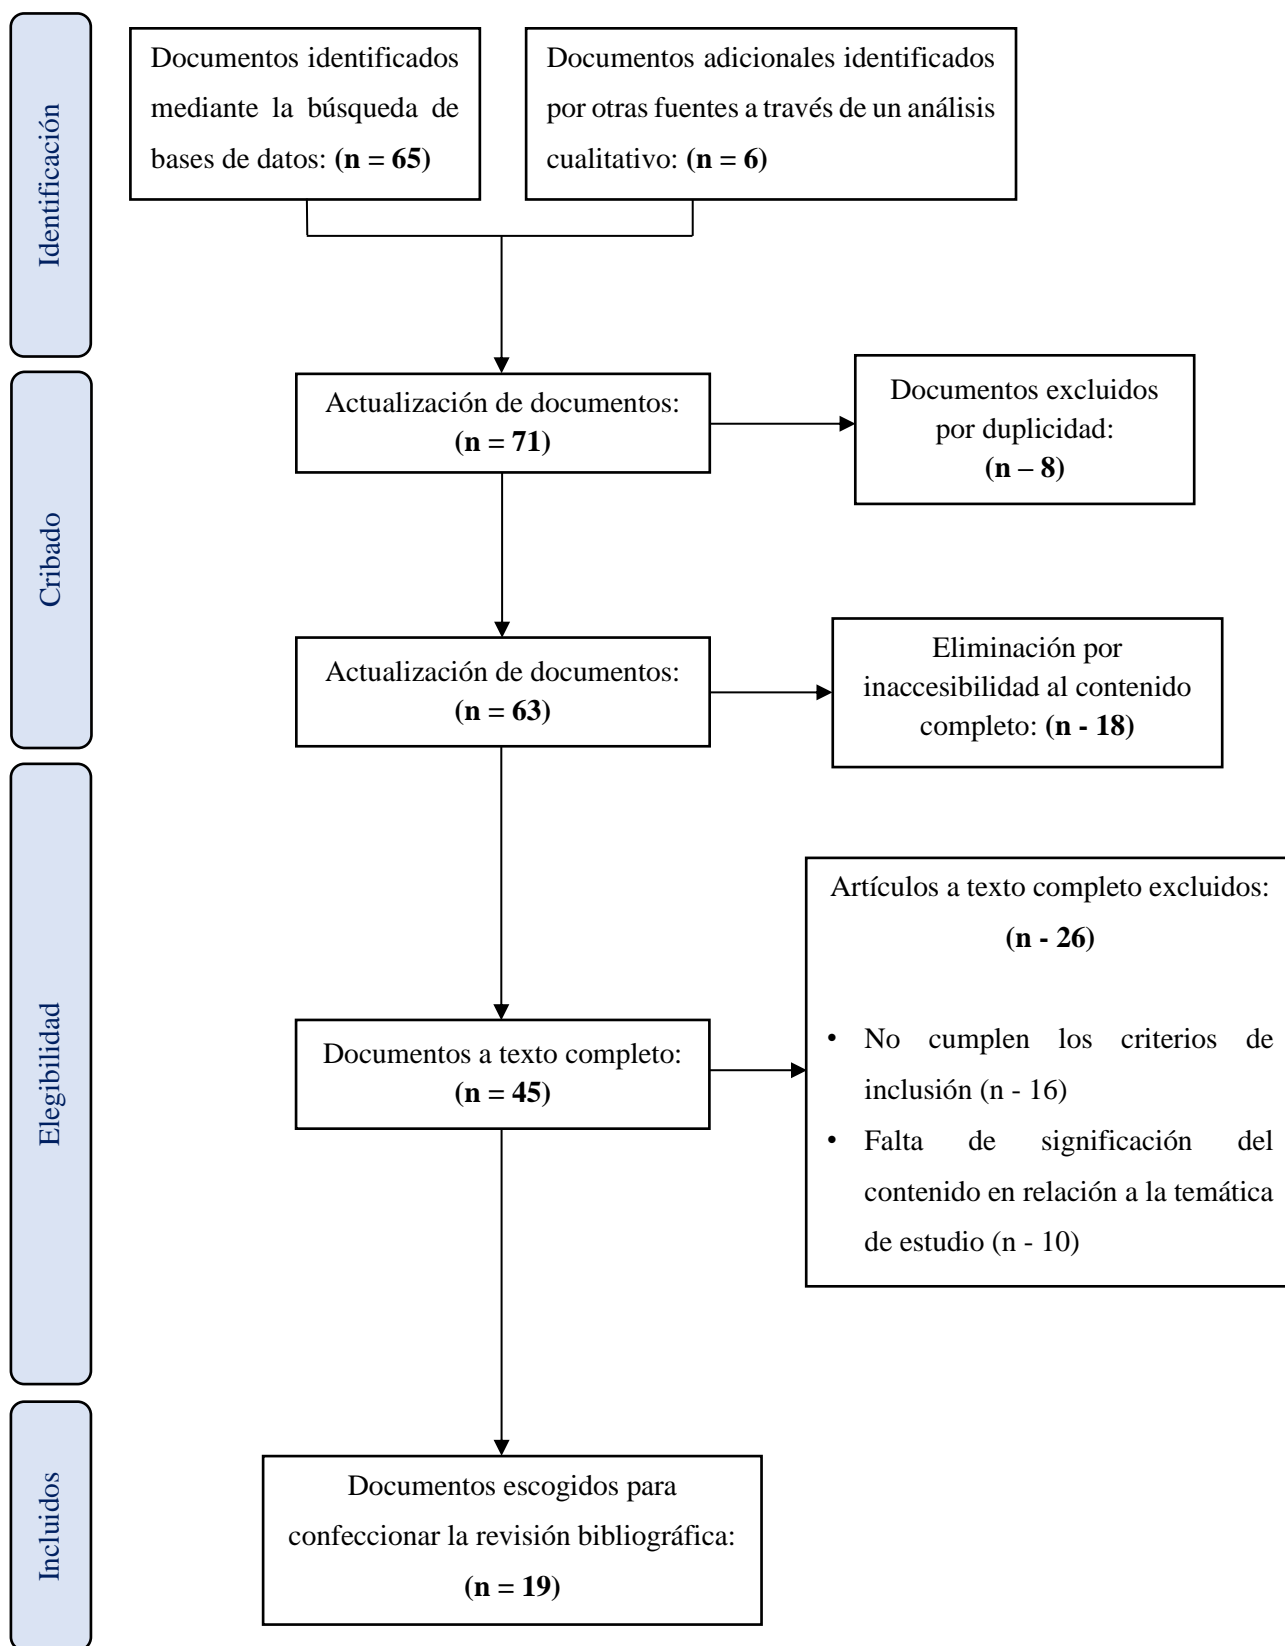 Identificación
Documentos identificados
mediante la búsqueda de
bases de datos: (n = 65)
Documentos adicionales identificados
por otras fuentes a través de un análisis
cualitativo: (n = 6)
Cribado
Actualización de documentos:
(n = 71)
Documentos excluidos
por duplicidad:
(n – 8)
Actualización de documentos:
(n = 63)
Eliminación por
inaccesibilidad al contenido
completo: (n - 18)
Elegibilidad
Documentos a texto completo:
(n = 45)
Artículos a texto completo excluidos:
(n - 26)
• No cumplen los criterios de
inclusión (n - 16)
• Falta de significación del
contenido en relación a la temática
de estudio (n - 10)
Incluidos
Documentos escogidos para
confeccionar la revisión bibliográfica:
(n = 19)